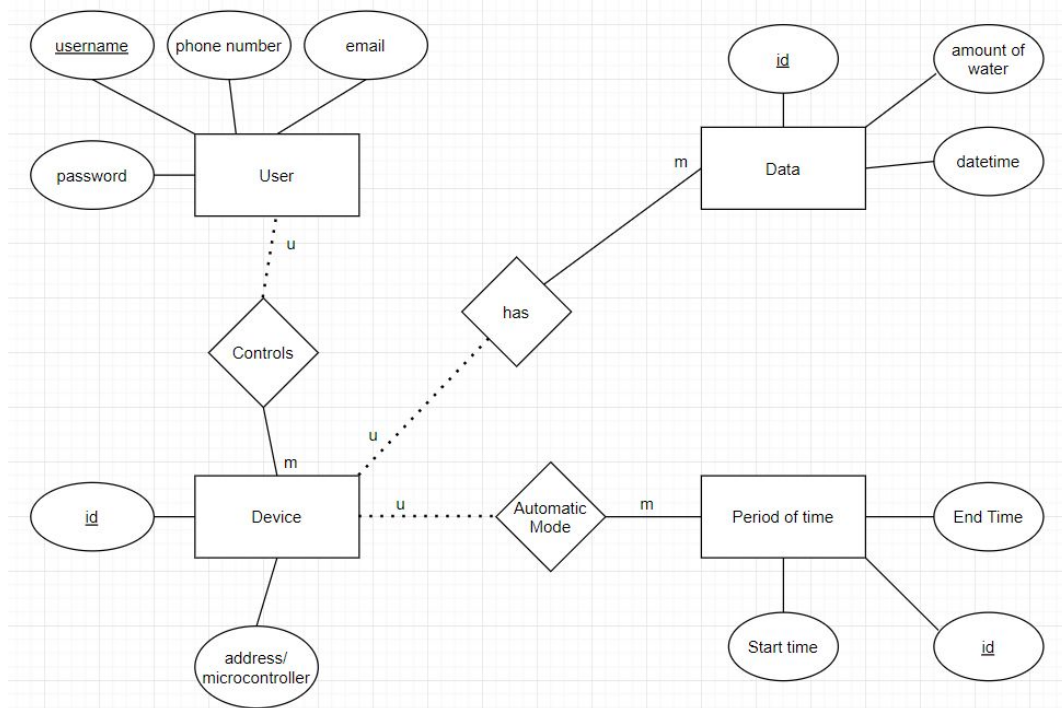 username
phone number
email
id
amount of
water
password
User
m
Data
datetime
u
has
Controls
u
m
id
Device
u
Automatic
Mode
m
Period of time
End Time
address/
microcontroller
Start time
id